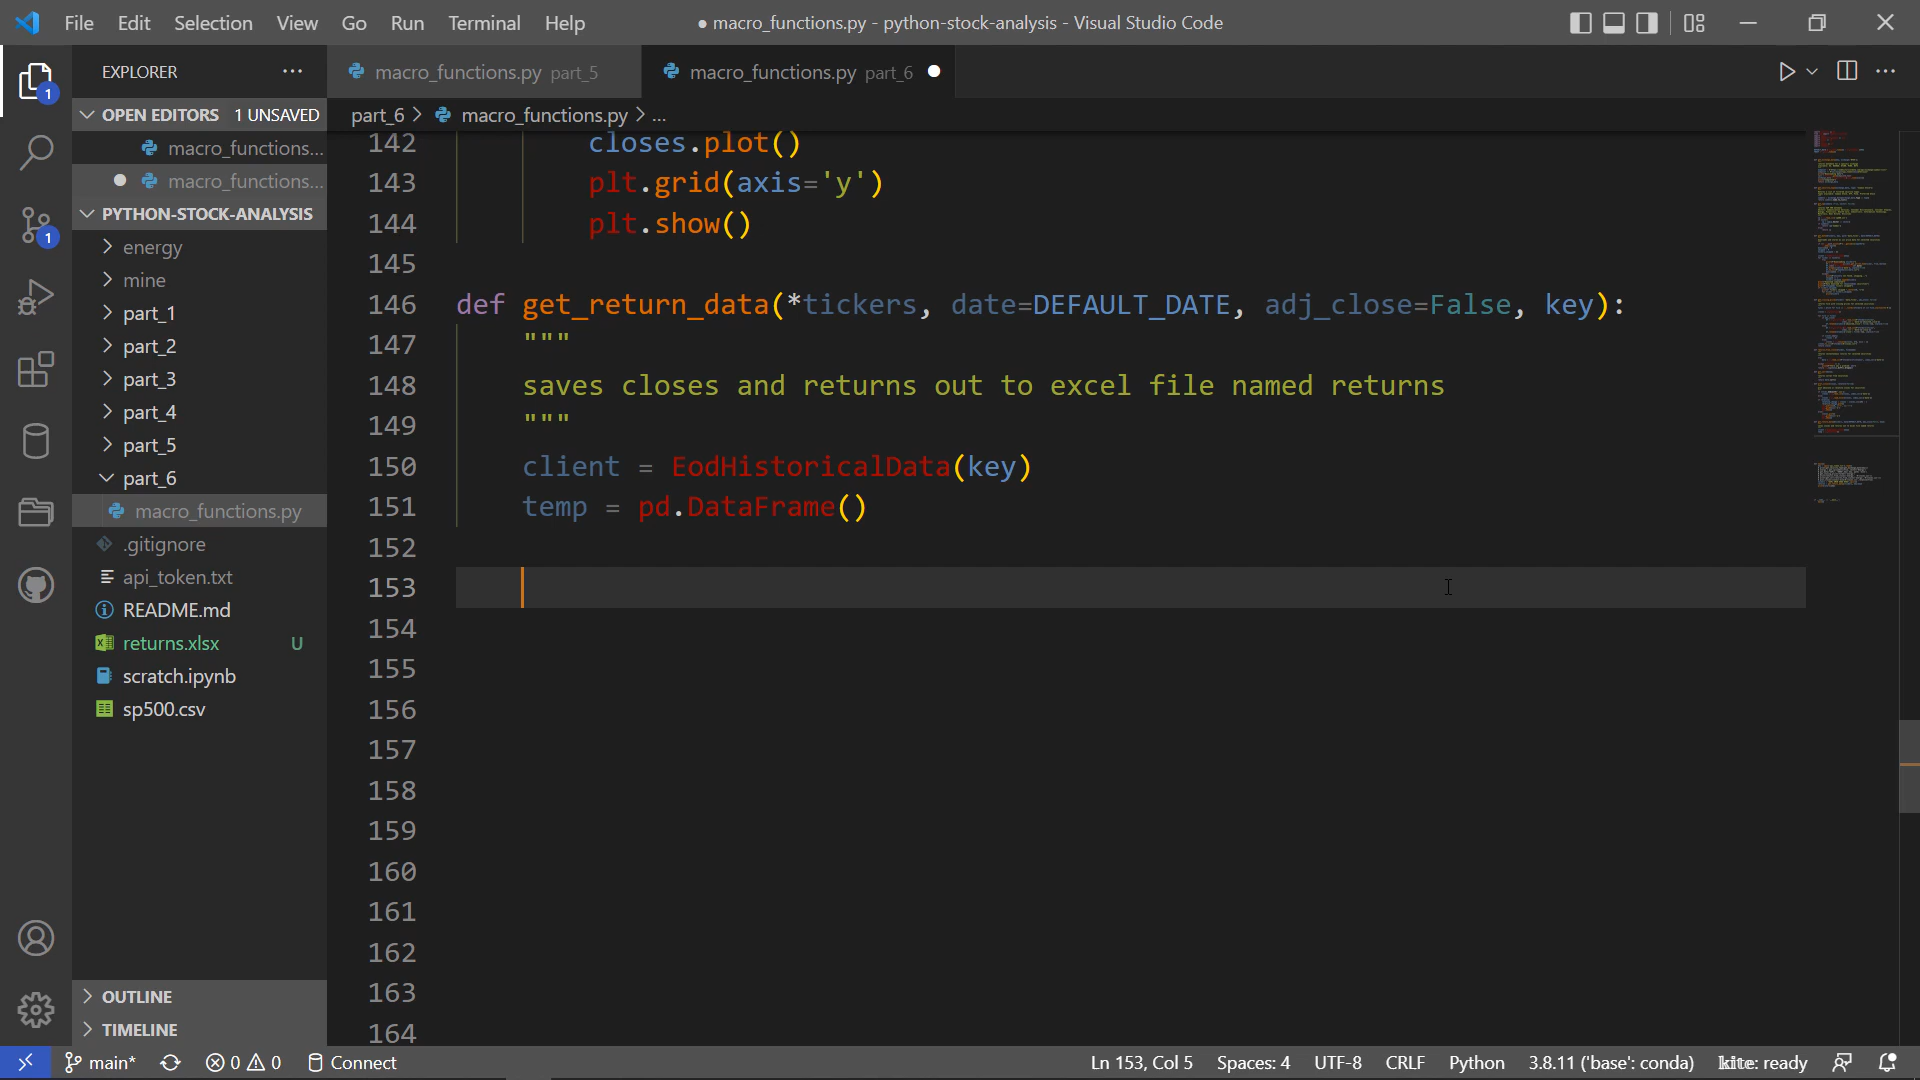 File Edit Selection View Go Run Terminal Help
● macro_functions.py - python-stock-analysis - Visual Studio Code
EXPLORER
macro_functions.py part_5
macro_functions.py part_6
OPEN EDITORS 1 UNSAVED
part_6 > macro_functions.py > ...
macro_functions...
macro_functions...
PYTHON-STOCK-ANALYSIS
energy
mine
part_1
part_2
part_3
part_4
part_5
part_6
macro_functions.py
.gitignore
api_token.txt
README.md
returns.xlsx U
scratch.ipynb
sp500.csv
OUTLINE
TIMELINE
1
1
142 closes.plot()
143 plt.grid(axis='y')
144 plt.show()
145
146 def get_return_data(*tickers, date=DEFAULT_DATE, adj_close=False, key):
147 """
148 saves closes and returns out to excel file named returns
149 """
150 client = EodHistoricalData(key)
151 temp = pd.DataFrame()
152
153
154
155
156
157
158
159
160
161
162
163
164
main* 0 0 Connect
Ln 153, Col 5 Spaces: 4 UTF-8 CRLF Python 3.8.11 ('base': conda) kite: ready